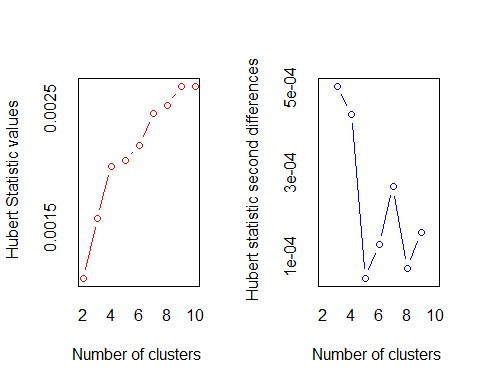 Hubert Statistic values
0.0015
0.0025
2 4 6 8 10
Number of clusters
Hubert statistic second differences
1e-04
3e-04
5e-04
2 4 6 8 10
Number of clusters